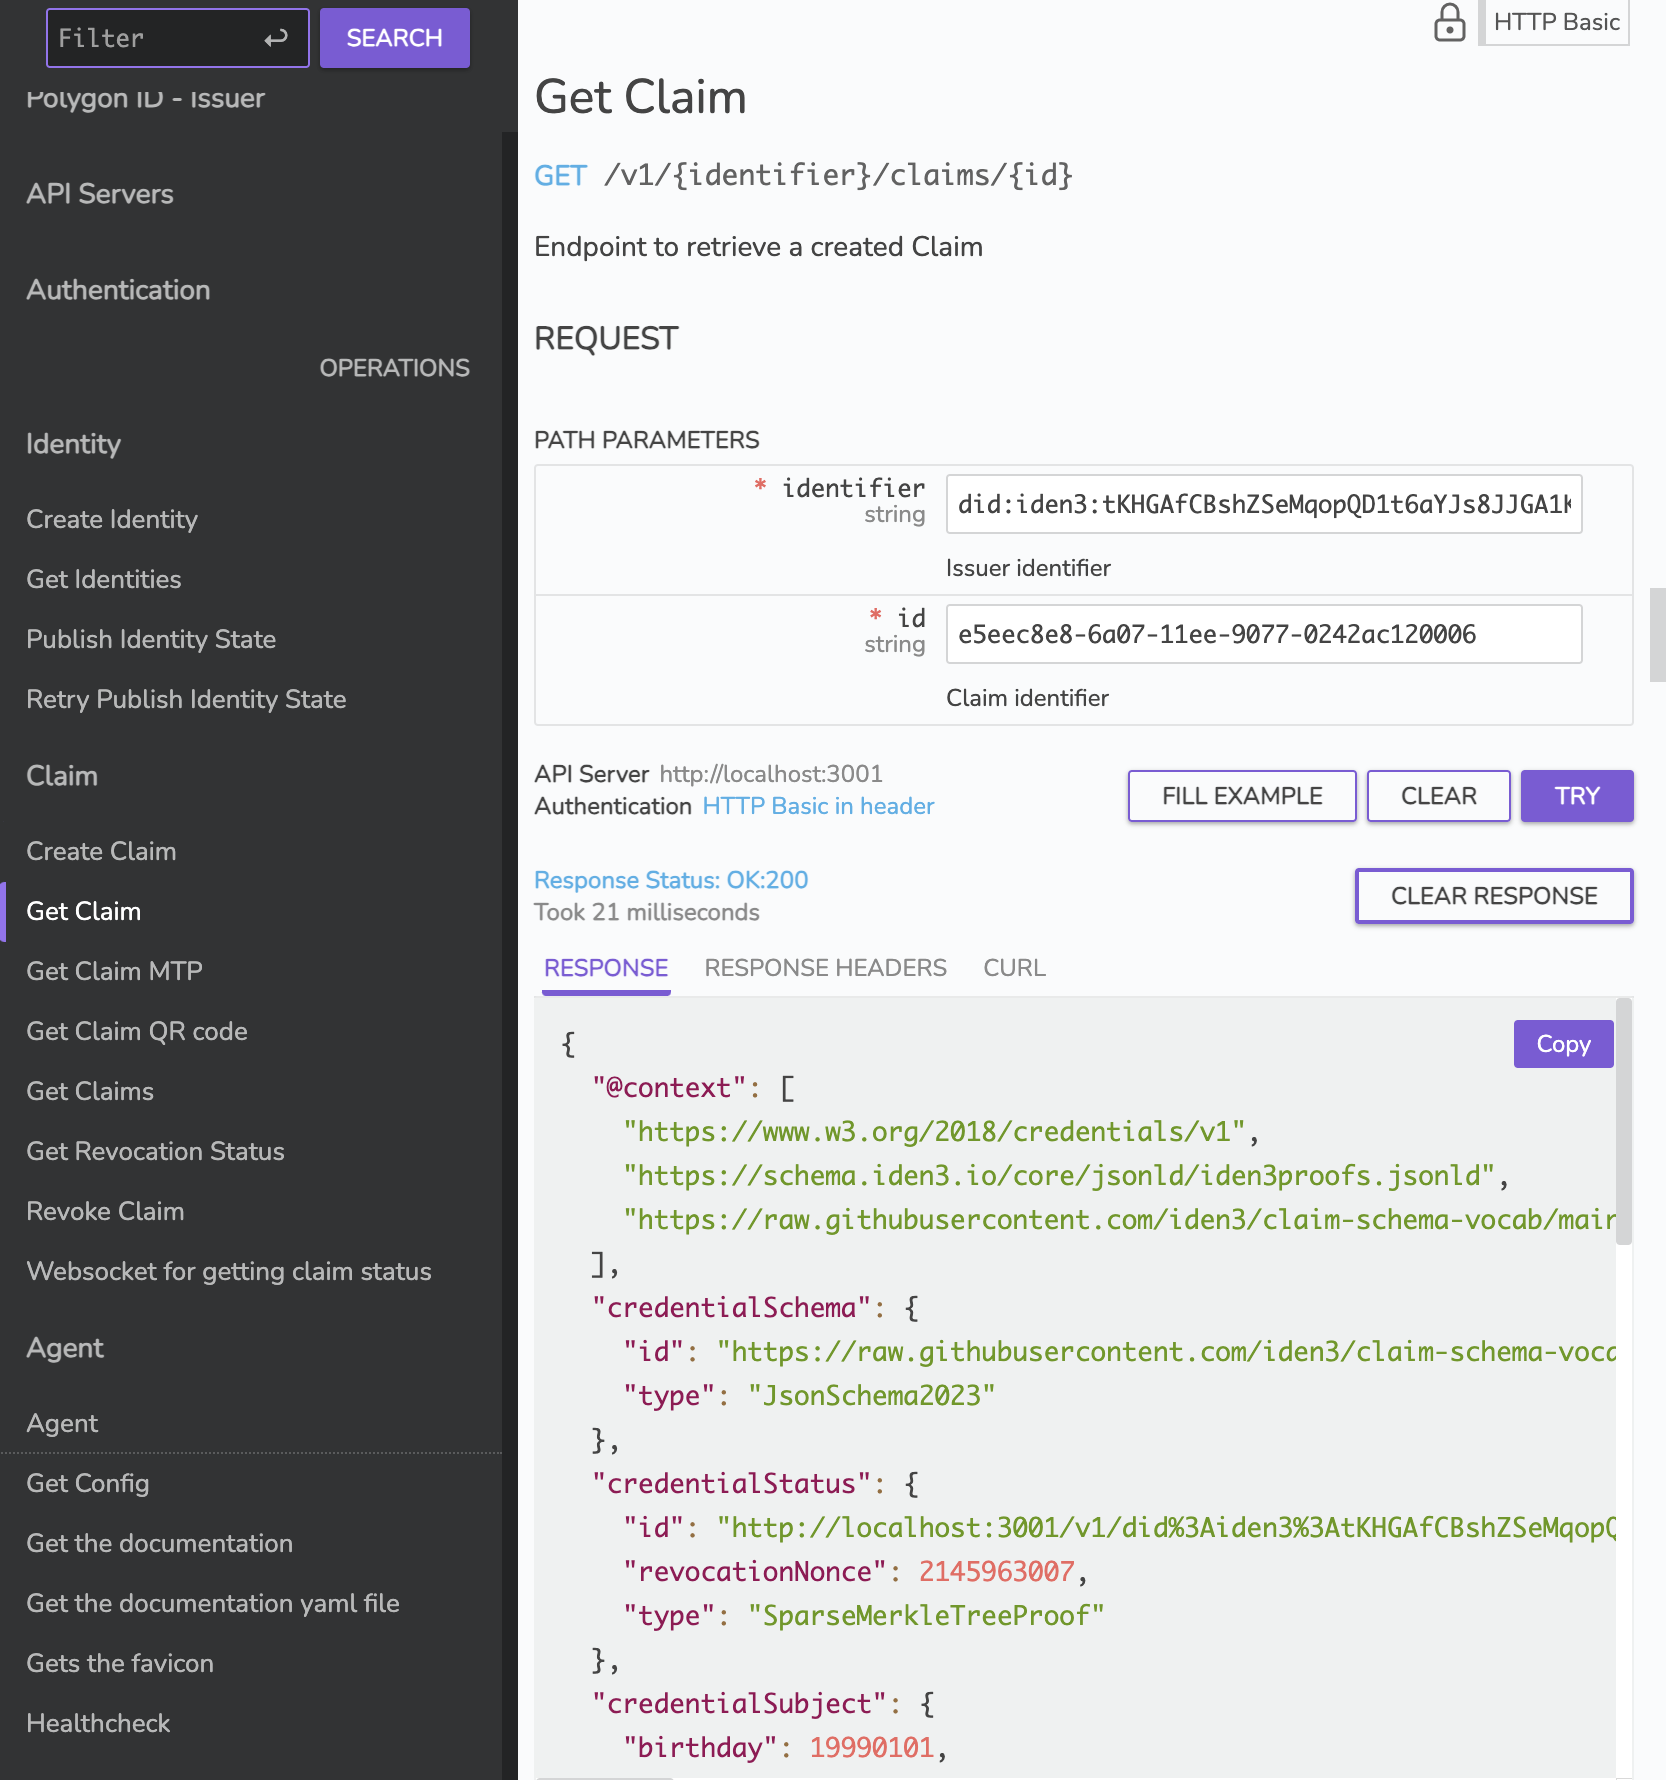 Filter
SEARCH
Polygon ID - Issuer
API Servers
Authentication
OPERATIONS
Identity
Create Identity
Get Identities
Publish Identity State
Retry Publish Identity State
Claim
Create Claim
Get Claim
Get Claim MTP
Get Claim QR code
Get Claims
Get Revocation Status
Revoke Claim
Websocket for getting claim status
Agent
Agent
Get Config
Get the documentation
Get the documentation yaml file
Gets the favicon
Healthcheck
HTTP Basic
Get Claim
GET /v1/{identifier}/claims/{id}
Endpoint to retrieve a created Claim
REQUEST
PATH PARAMETERS
* identifier
string
did:iden3:tKHGAfCBshZSeMqopQD1t6aYJs8JJGA1K
Issuer identifier
* id
string
e5eec8e8-6a07-11ee-9077-0242ac120006
Claim identifier
API Server http://localhost:3001
Authentication HTTP Basic in header
FILL EXAMPLE
CLEAR
TRY
Response Status: OK:200
Took 21 milliseconds
CLEAR RESPONSE
RESPONSE
RESPONSE HEADERS
CURL
Copy
{
"@context": [
"https://www.w3.org/2018/credentials/v1",
"https://schema.iden3.io/core/jsonld/iden3proofs.jsonld",
"https://raw.githubusercontent.com/iden3/claim-schema-vocab/main
],
"credentialSchema": {
"id": "https://raw.githubusercontent.com/iden3/claim-schema-voca
"type": "JsonSchema2023"
},
"credentialStatus": {
"id": "http://localhost:3001/v1/did%3Aiden3%3AtKHGAfCBshZSeMqopQ
"revocationNonce": 2145963007,
"type": "SparseMerkleTreeProof"
},
"credentialSubject": {
"birthday": 19990101,